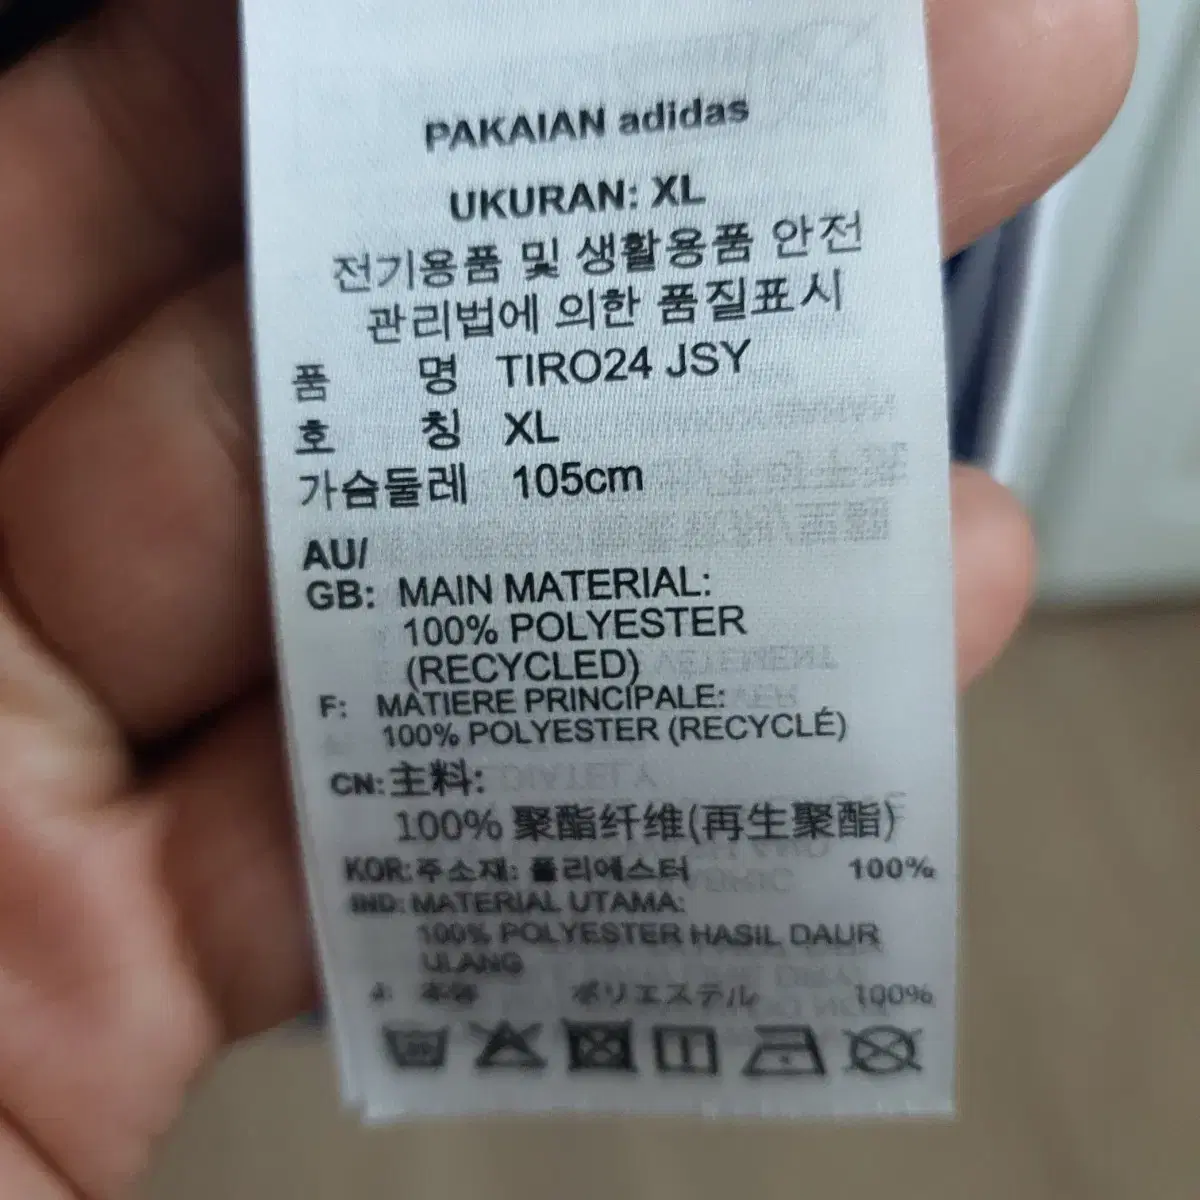 PAKAIAN adidas
UKURAN: XL
전기용품 및 생활용품 안전
관리법에 의한 품질표시
품 명 TIRO24 JSY
호 칭 XL
가슴둘레 105cm
AU/
GB: MAIN MATERIAL:
100% POLYESTER
(RECYCLED)
F: MATIERE PRINCIPALE:
100% POLYESTER (RECYCLÉ)
CN: 主料:
100% 聚酯纤维(再生聚酯)
KOR: 주소재: 폴리에스터 100%
IND: MATERIAL UTAMA:
100% POLYESTER HASIL DAUR
ULANG
ポリエステル 100%